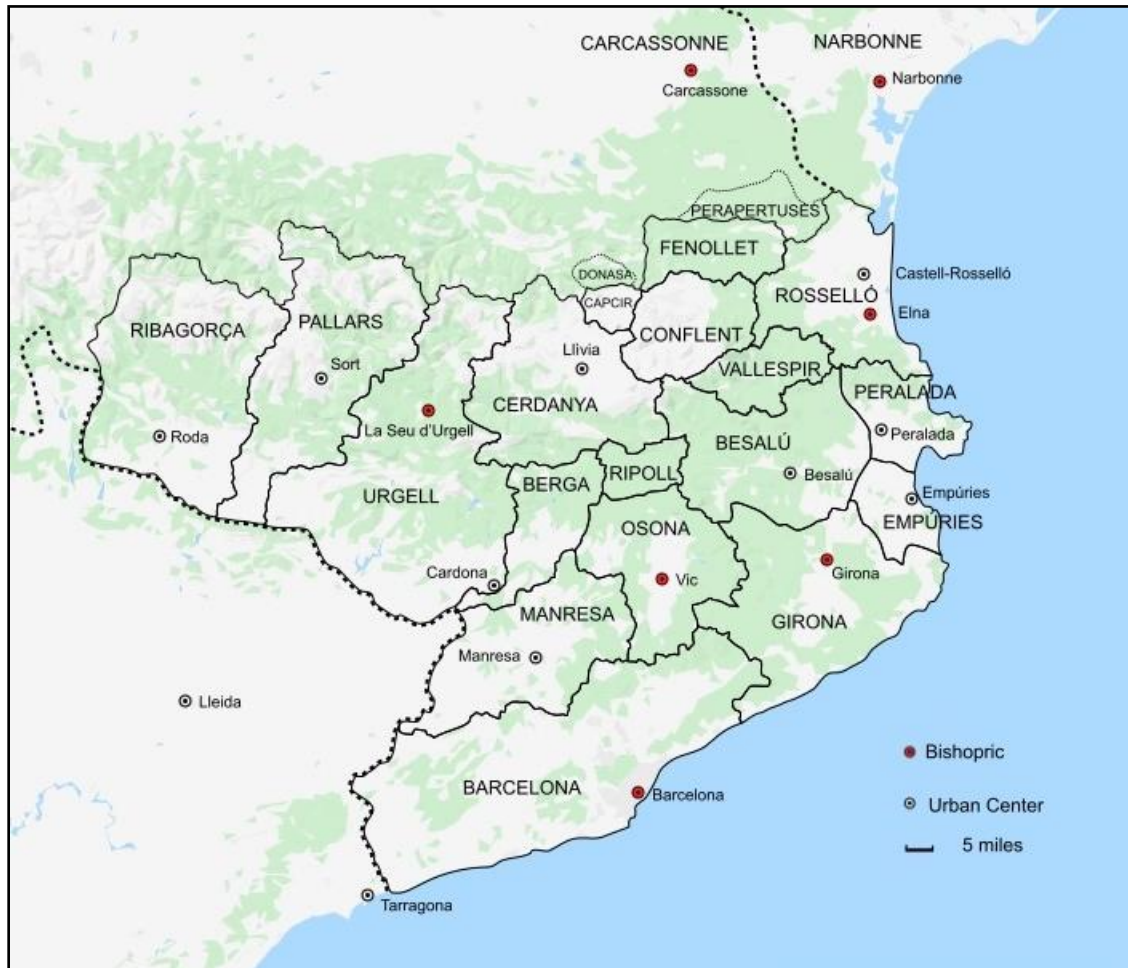 CARCASSONNE
NARBONNE
Carcassone
Narbonne
PERAPERTUSÈS
FENOLLET
DONASA
CAPCIR
Castell-Rosselló
ROSSELLÓ
Elna
RIBAGORÇA
PALLARS
CONFLENT
Sort
Llívia
VALLESPIR
CERDANYA
PERALADA
Roda
La Seu d'Urgell
BESALÚ
Peralada
URGELL
BERGA
RIPOLL
Besalú
Empúries
OSONA
EMPÚRIES
Cardona
Vic
Girona
MANRESA
GIRONA
Manresa
Lleida
Bishopric
BARCELONA
Barcelona
Urban Center
5 miles
Tarragona